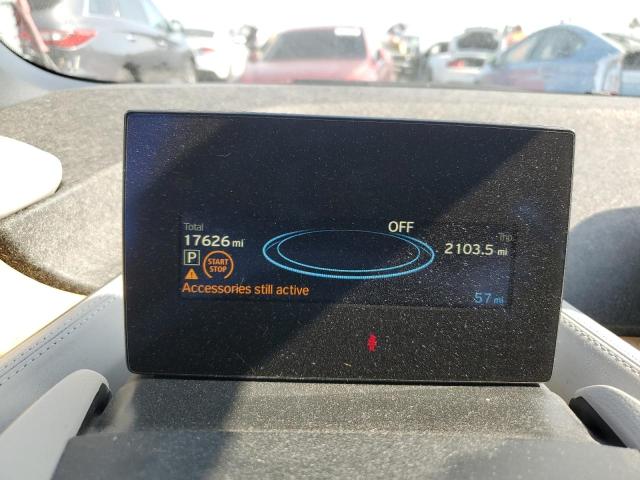 Total
OFF
Trip
17626 mi
2103.5 mi
P
START
STOP
Accessories still active
57 mi